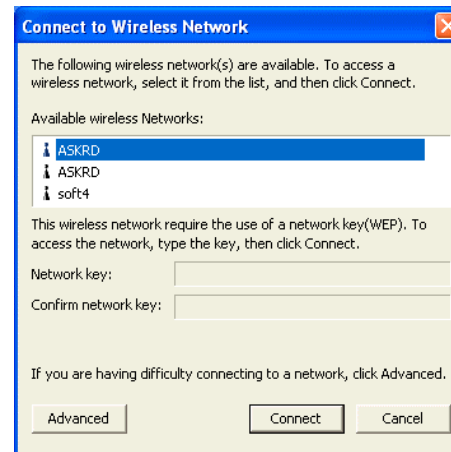 Connect to Wireless Network
The following wireless network(s) are available. To access a
wireless network, select it from the list, and then click Connect.
Available wireless Networks:
ASKRD
ASKRD
soft4
This wireless network require the use of a network key(WEP). To
access the network, type the key, then click Connect.
Network key:
Confirm network key:
If you are having difficulty connecting to a network, click Advanced.
Advanced Connect Cancel